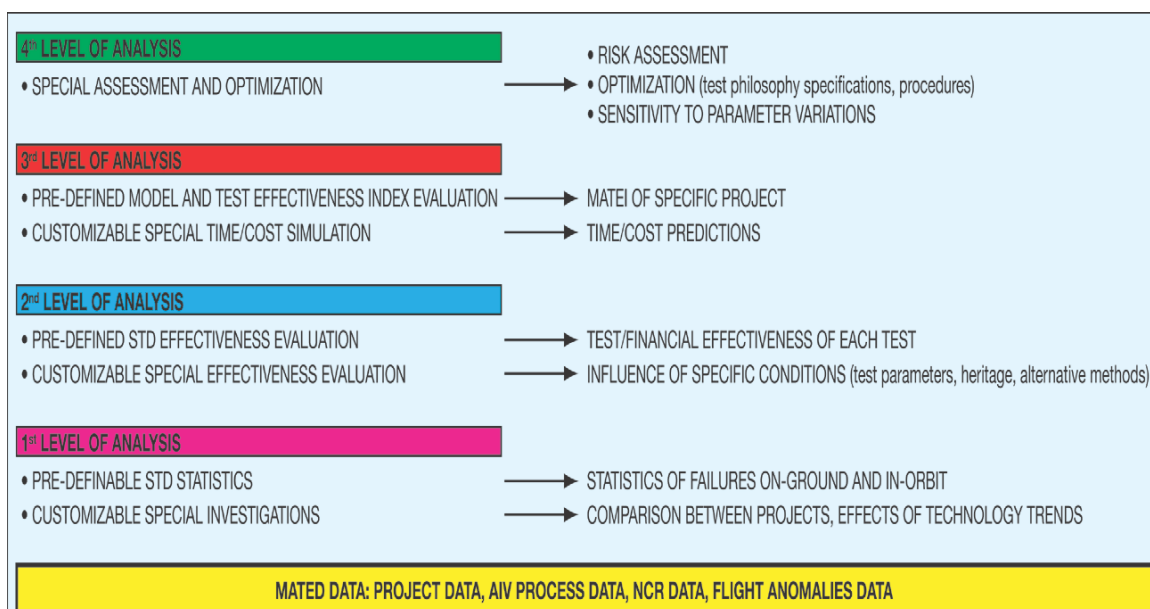 4th LEVEL OF ANALYSIS
• RISK ASSESSMENT
• SPECIAL ASSESSMENT AND OPTIMIZATION
• OPTIMIZATION (test philosophy specifications, procedures)
• SENSITIVITY TO PARAMETER VARIATIONS
3rd LEVEL OF ANALYSIS
• PRE-DEFINED MODEL AND TEST EFFECTIVENESS INDEX EVALUATION
MATEI OF SPECIFIC PROJECT
• CUSTOMIZABLE SPECIAL TIME/COST SIMULATION
TIME/COST PREDICTIONS
2nd LEVEL OF ANALYSIS
• PRE-DEFINED STD EFFECTIVENESS EVALUATION
TEST/FINANCIAL EFFECTIVENESS OF EACH TEST
• CUSTOMIZABLE SPECIAL EFFECTIVENESS EVALUATION
INFLUENCE OF SPECIFIC CONDITIONS (test parameters, heritage, alternative methods)
1st LEVEL OF ANALYSIS
• PRE-DEFINABLE STD STATISTICS
STATISTICS OF FAILURES ON-GROUND AND IN-ORBIT
• CUSTOMIZABLE SPECIAL INVESTIGATIONS
COMPARISON BETWEEN PROJECTS, EFFECTS OF TECHNOLOGY TRENDS
MATED DATA: PROJECT DATA, AIV PROCESS DATA, NCR DATA, FLIGHT ANOMALIES DATA